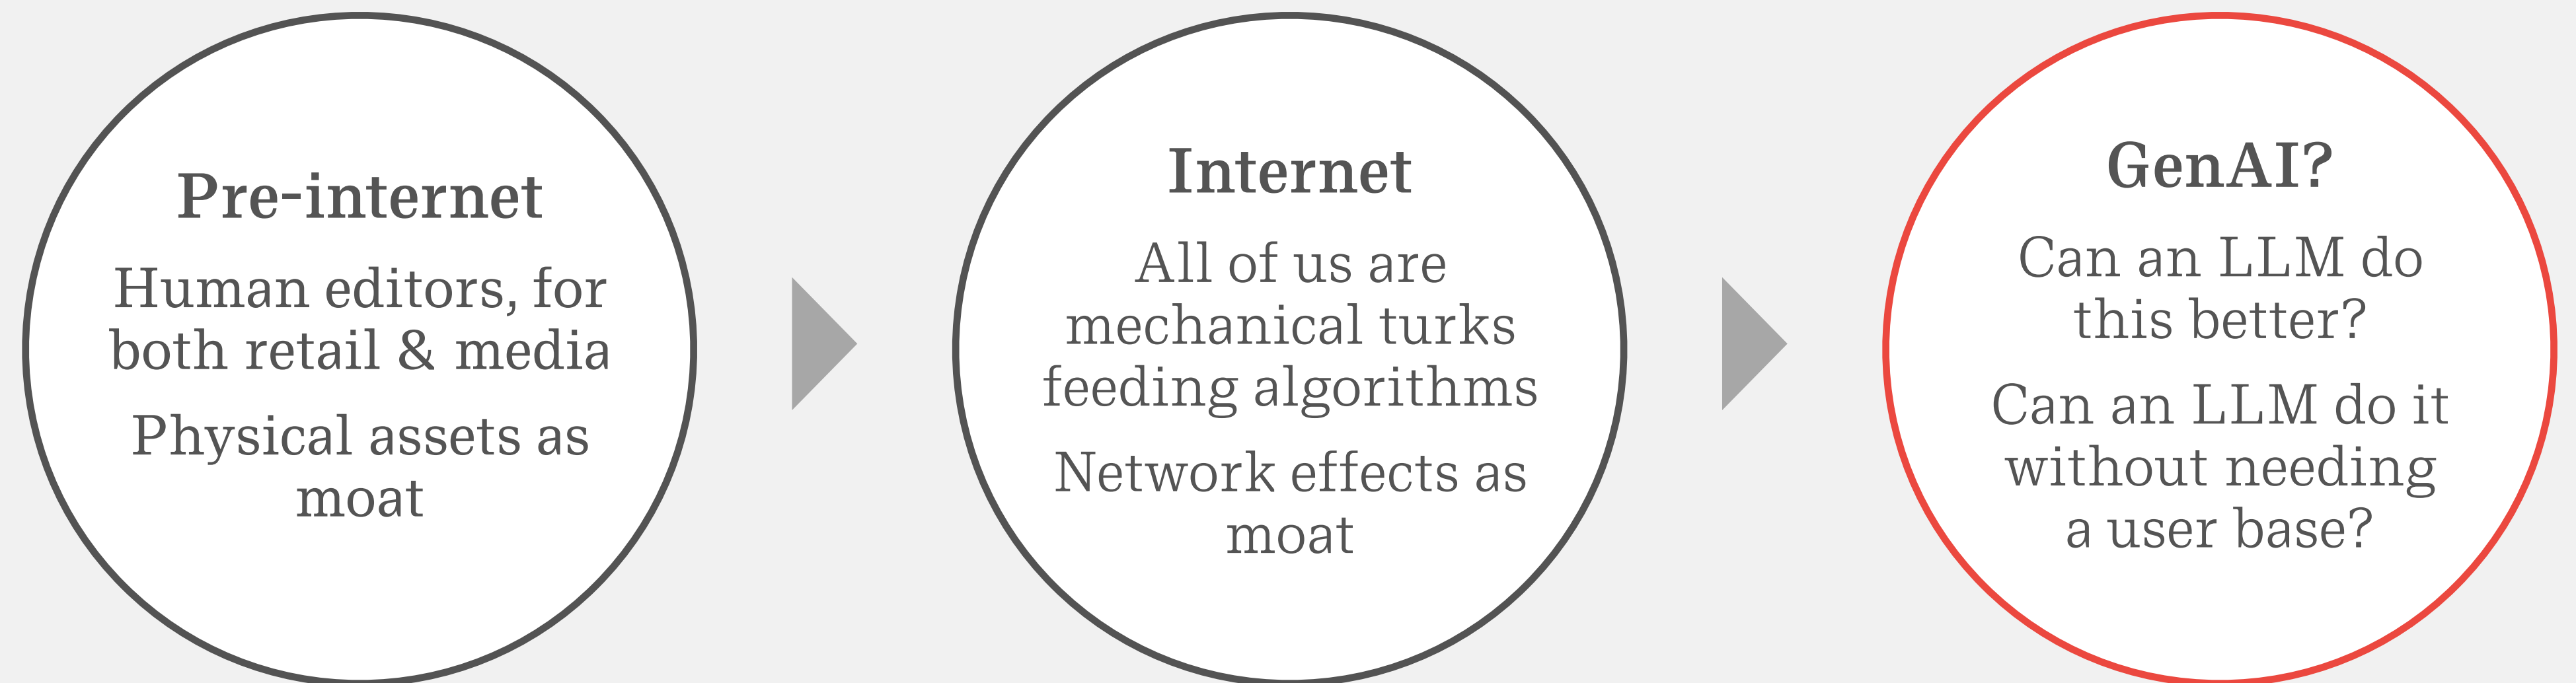 Pre-internet
Human editors, for
both retail & media
Physical assets as
moat
Internet
All of us are
mechanical turks
feeding algorithms
Network effects as
moat
GenAI?
Can an LLM do
this better?
Can an LLM do it
without needing
a user base?